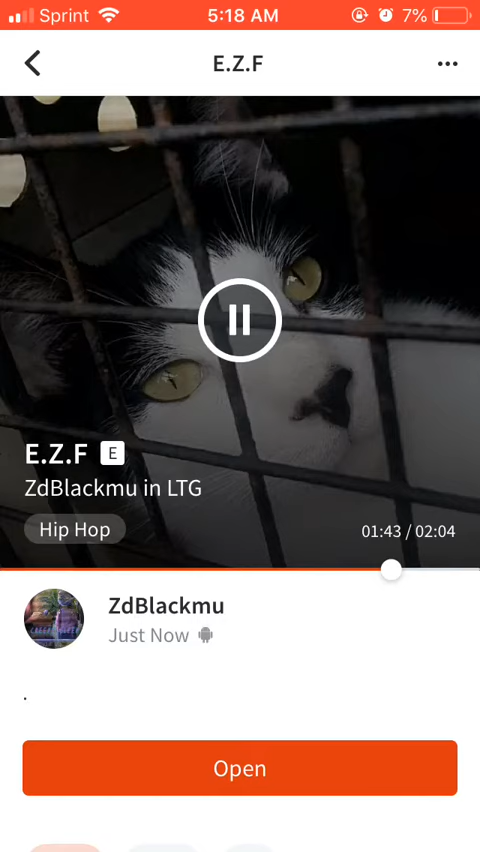 Sprint 5:18 AM 7%
E.Z.F
E.Z.F E
ZdBlackmu in LTG
Hip Hop 01:43 / 02:04
ZdBlackmu
Just Now
.
Open